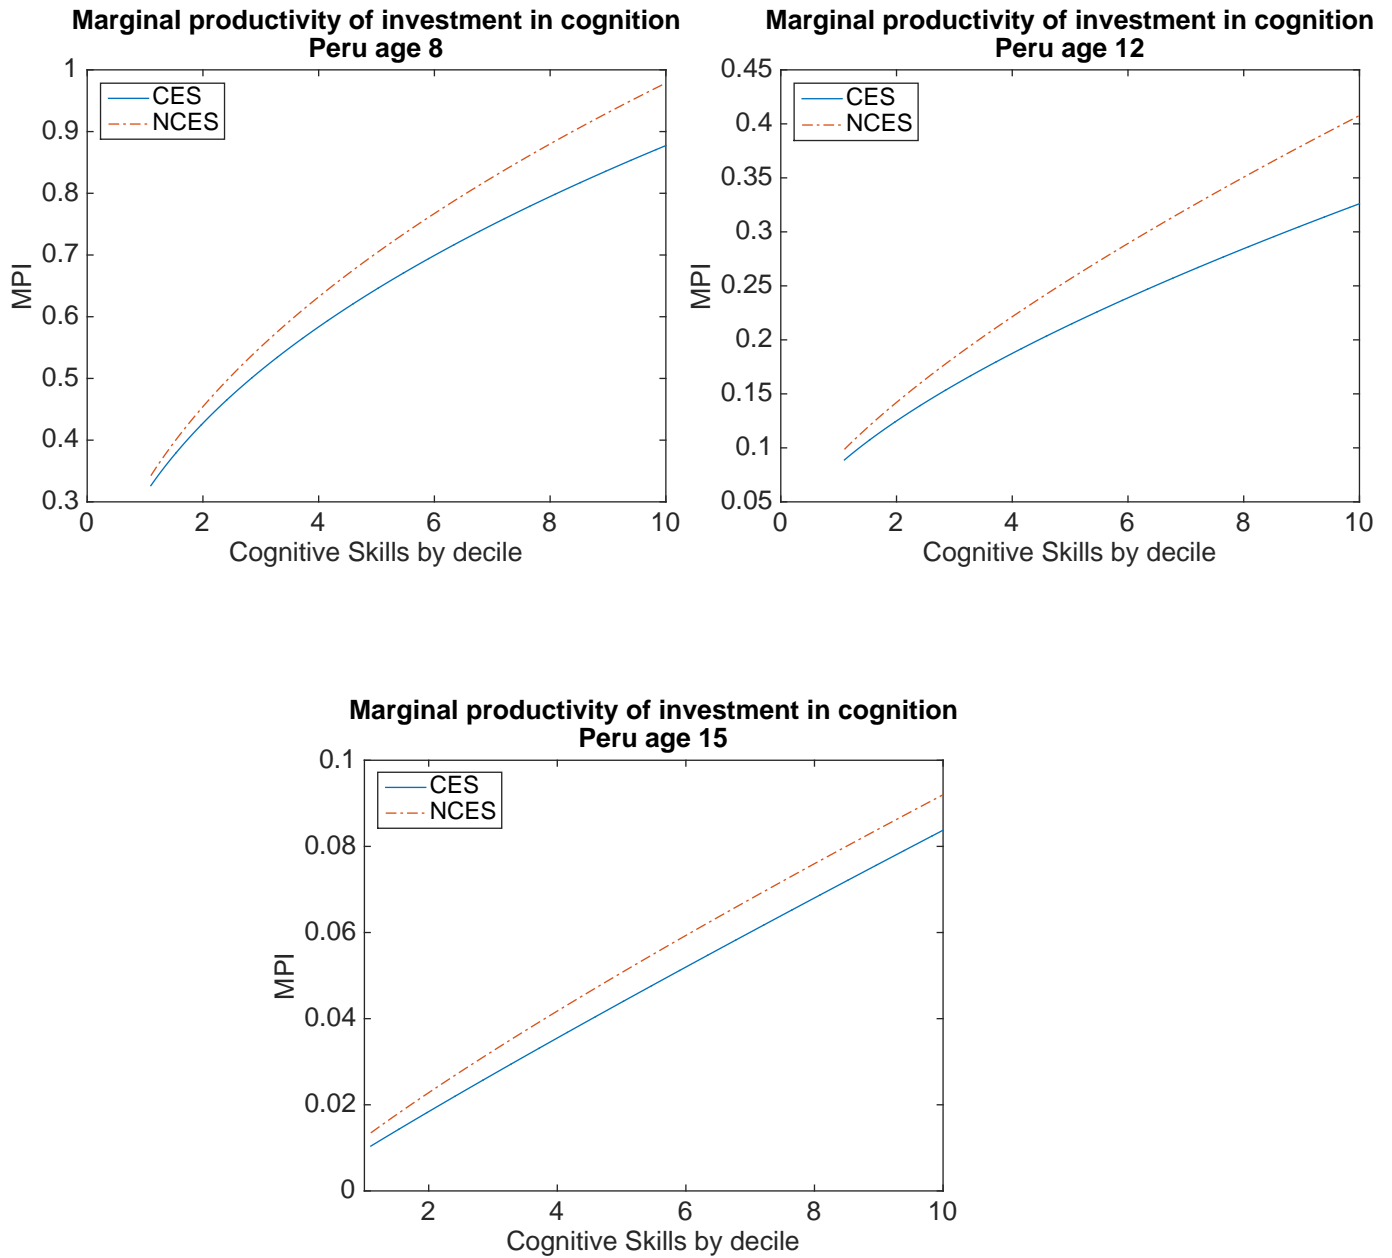 Marginal productivity of investment in cognition
Peru age 8
1
0.9
0.8
0.7
0.6
0.5
0.4
0.3
MPI
CES
NCES
0 2 4 6 8 10
Cognitive Skills by decile
Marginal productivity of investment in cognition
Peru age 12
0.45
0.4
0.35
0.3
0.25
0.2
0.15
0.1
0.05
MPI
CES
NCES
0 2 4 6 8 10
Cognitive Skills by decile
Marginal productivity of investment in cognition
Peru age 15
0.1
0.08
0.06
0.04
0.02
0
MPI
CES
NCES
2 4 6 8 10
Cognitive Skills by decile